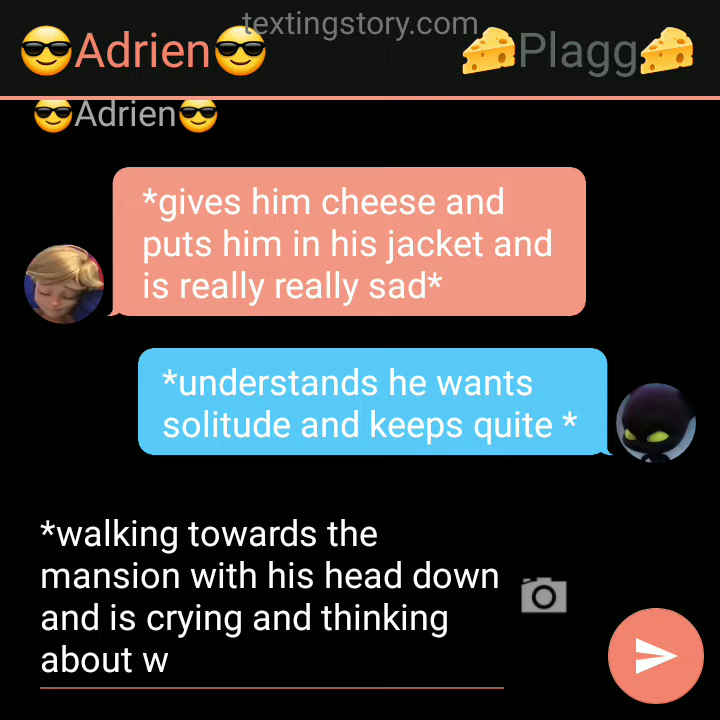 textingstory.com
😎Adrien😎 🧀Plagg🧀
😎Adrien😎
*gives him cheese and
puts him in his jacket and
is really really sad*
*understands he wants
solitude and keeps quite *
*walking towards the
mansion with his head down
and is crying and thinking
about w